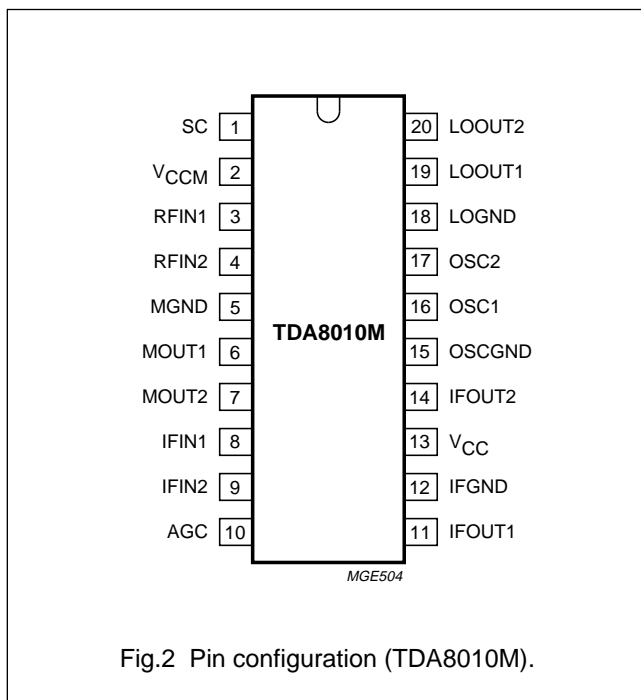 SC 1
VCCM 2
RFIN1 3
RFIN2 4
MGND 5
MOUT1 6
MOUT2 7
IFIN1 8
IFIN2 9
AGC 10
TDA8010M
20 LOOUT2
19 LOOUT1
18 LOGND
17 OSC2
16 OSC1
15 OSCGND
14 IFOUT2
13 VCC
12 IFGND
11 IFOUT1
MGE504
Fig.2 Pin configuration (TDA8010M).